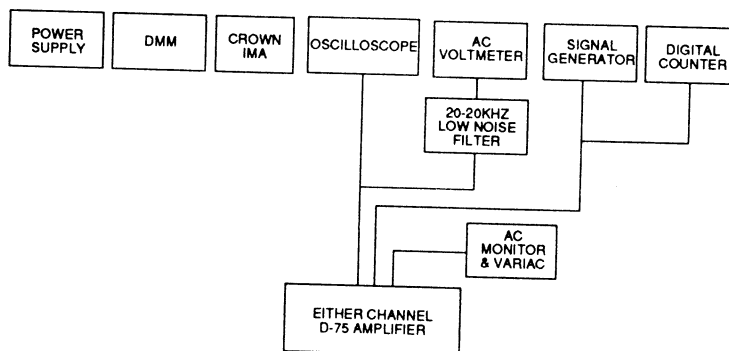 POWER
SUPPLY
DMM
CROWN
IMA
OSCILLOSCOPE
AC
VOLTMETER
SIGNAL
GENERATOR
DIGITAL
COUNTER
20-20KHZ
LOW NOISE
FILTER
AC
MONITOR
& VARIAC
EITHER CHANNEL
D-75 AMPLIFIER